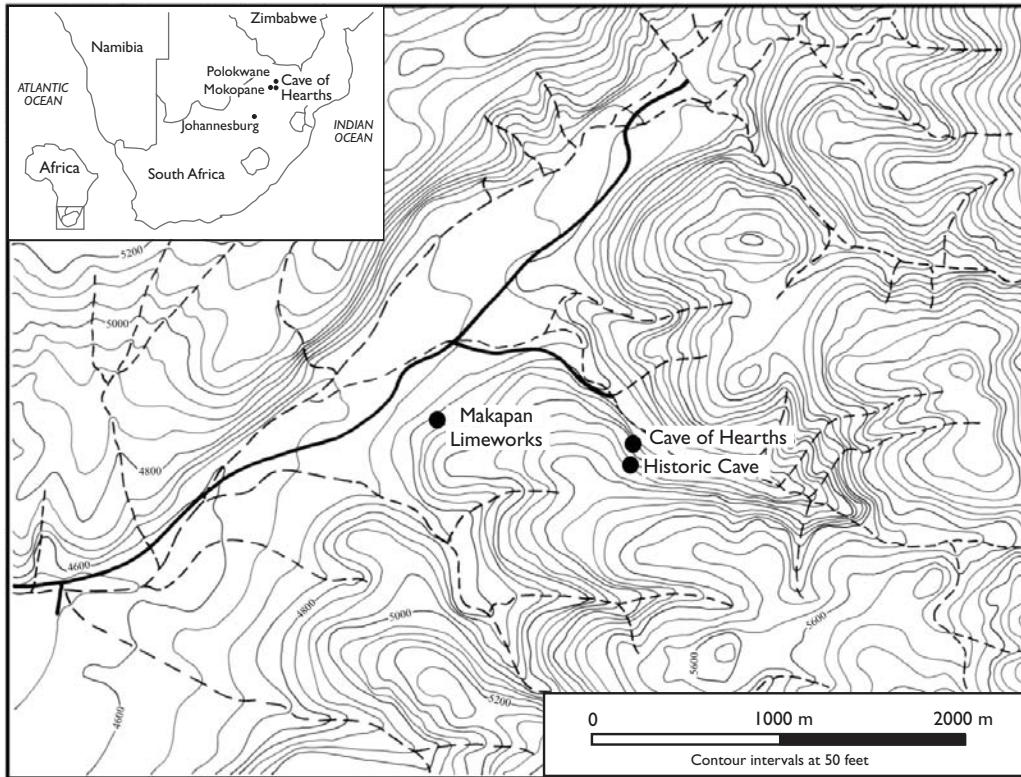 Zimbabwe
Namibia
Polokwane
Cave of
Mokopane
Hearths
ATLANTIC
OCEAN
Johannesburg
INDIAN
OCEAN
Africa
South Africa
5200
5000
4800
4600
Makapan
Limeworks
Cave of Hearths
Historic Cave
4800
5000
5600
5600
5200
4600
0
1000 m
2000 m
Contour intervals at 50 feet